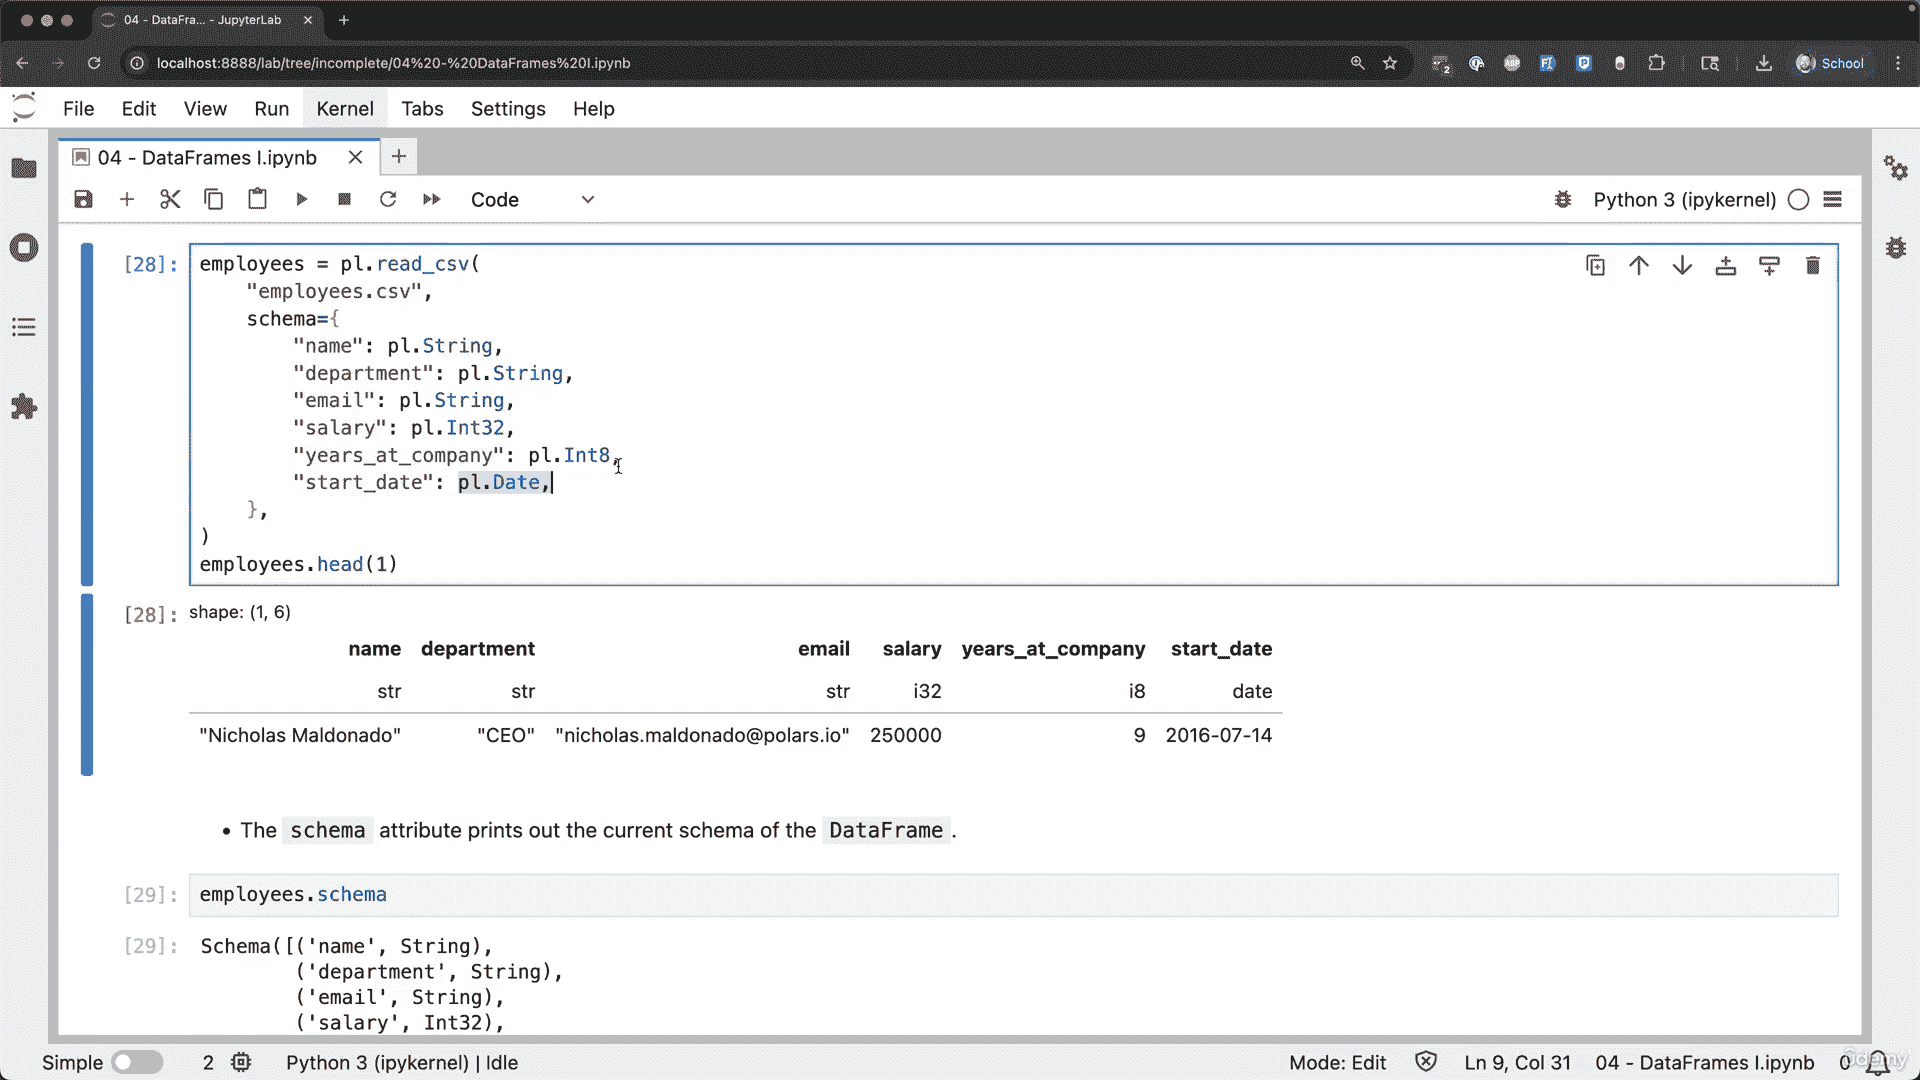 04 - DataFra... - JupyterLab
localhost:8888/lab/tree/incomplete/04%20-%20DataFrames%20I.ipynb
2
ABP
School
File Edit View Run Kernel Tabs Settings Help
04 - DataFrames I.ipynb
Code
Python 3 (ipykernel)
[28]: employees = pl.read_csv(
"employees.csv",
schema={
"name": pl.String,
"department": pl.String,
"email": pl.String,
"salary": pl.Int32,
"years_at_company": pl.Int8,
"start_date": pl.Date,
},
)
employees.head(1)
[28]: shape: (1, 6)
name department email salary years_at_company start_date
str str str i32 i8 date
"Nicholas Maldonado" "CEO" "nicholas.maldonado@polars.io" 250000 9 2016-07-14
• The schema attribute prints out the current schema of the DataFrame.
[29]: employees.schema
[29]: Schema([('name', String),
('department', String),
('email', String),
('salary', Int32),
Simple 2 Python 3 (ipykernel) | Idle Mode: Edit Ln 9, Col 31 04 - DataFrames I.ipynb 0
udemy